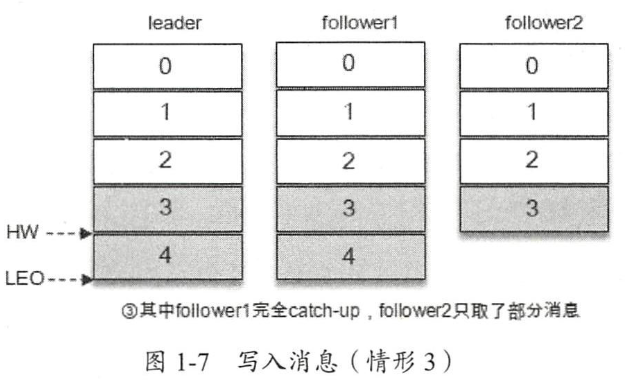 leader follower1 follower2
0 0 0
1 1 1
2 2 2
3 3 3
HW
4 4
LEO
③其中follower1完全catch-up，follower2只取了部分消息
图 1-7 写入消息（情形 3）